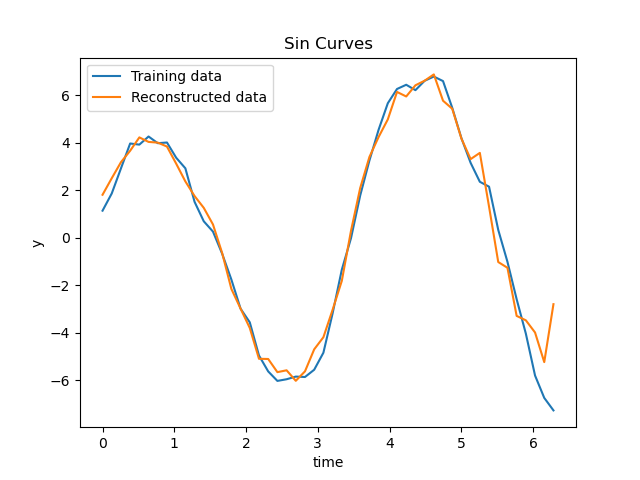 Sin Curves
Training data
Reconstructed data
6
4
2
0
−2
−4
−6
y
0 1 2 3 4 5 6
time